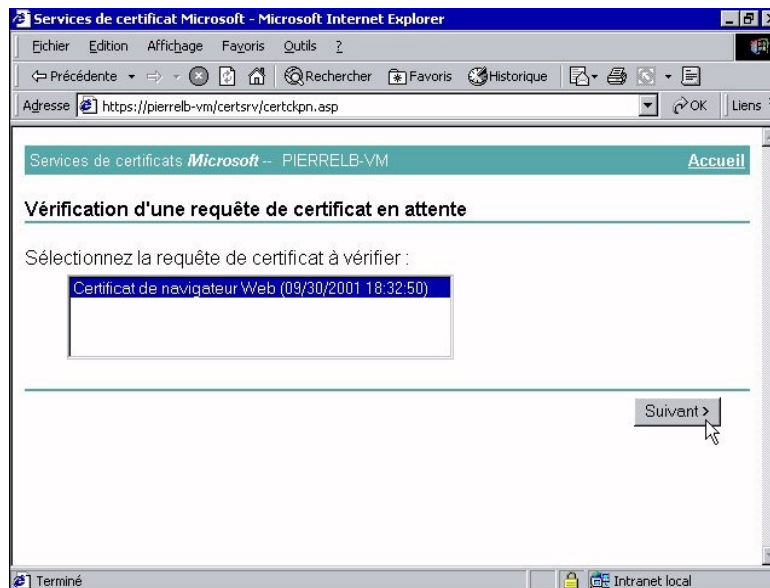 Services de certificat Microsoft - Microsoft Internet Explorer
Fichier Edition Affichage Favoris Outils ?
Précédente Rechercher Favoris Historique
Adresse https://pierrelb-vm/certsrv/certckpn.asp OK Liens
Services de certificats Microsoft -- PIERRELB-VM Accueil
Vérification d'une requête de certificat en attente
Sélectionnez la requête de certificat à vérifier :
Certificat de navigateur Web (09/30/2001 18:32:50)
Suivant >
Terminé Intranet local